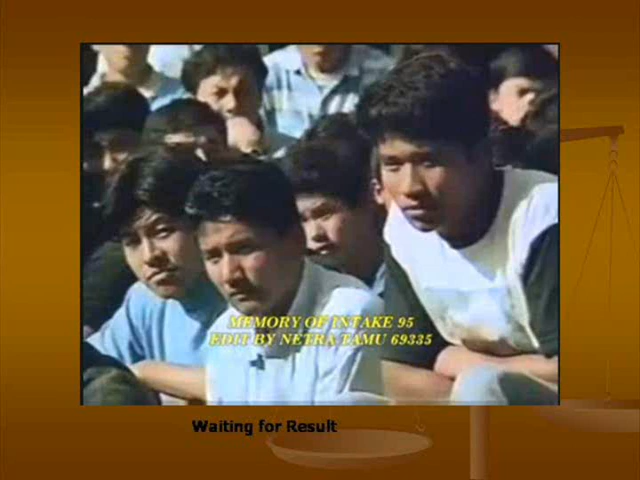 MEMORY OF INTAKE 95
EDIT BY NETRA TAMU 69335
Waiting for Result